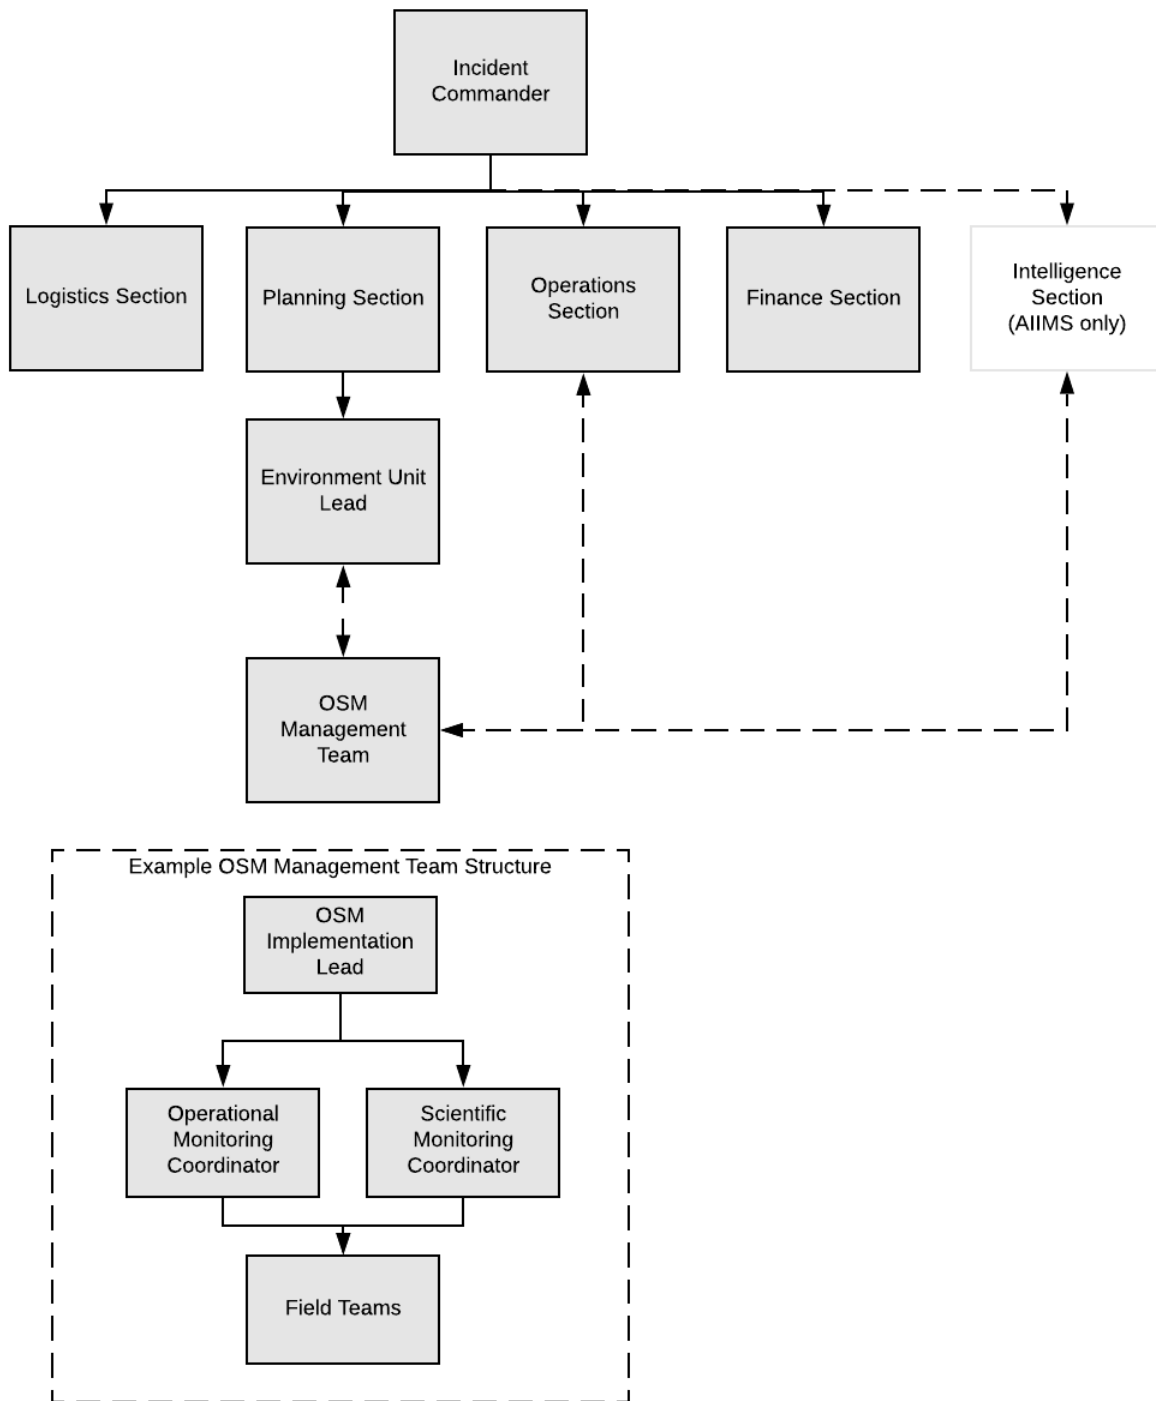 Incident
Commander
Logistics Section
Planning Section
Operations
Section
Finance Section
Intelligence
Section
(AIIMS only)
Environment Unit
Lead
OSM
Management
Team
Example OSM Management Team Structure
OSM
Implementation
Lead
Operational
Monitoring
Coordinator
Scientific
Monitoring
Coordinator
Field Teams